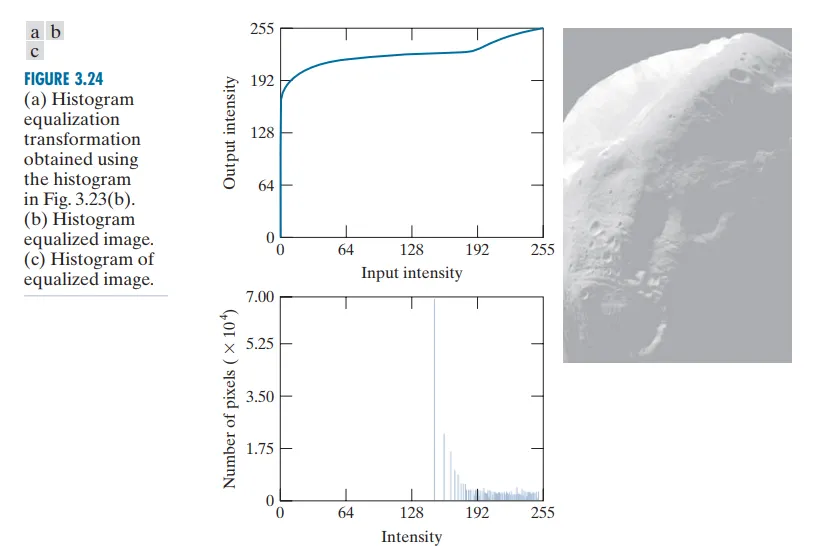 a b
c
FIGURE 3.24
(a) Histogram
equalization
transformation
obtained using
the histogram
in Fig. 3.23(b).
(b) Histogram
equalized image.
(c) Histogram of
equalized image.
255
192
128
64
0
Output intensity
0 64 128 192 255
Input intensity
7.00
5.25
3.50
1.75
0
Number of pixels ( × 10⁴)
0 64 128 192 255
Intensity